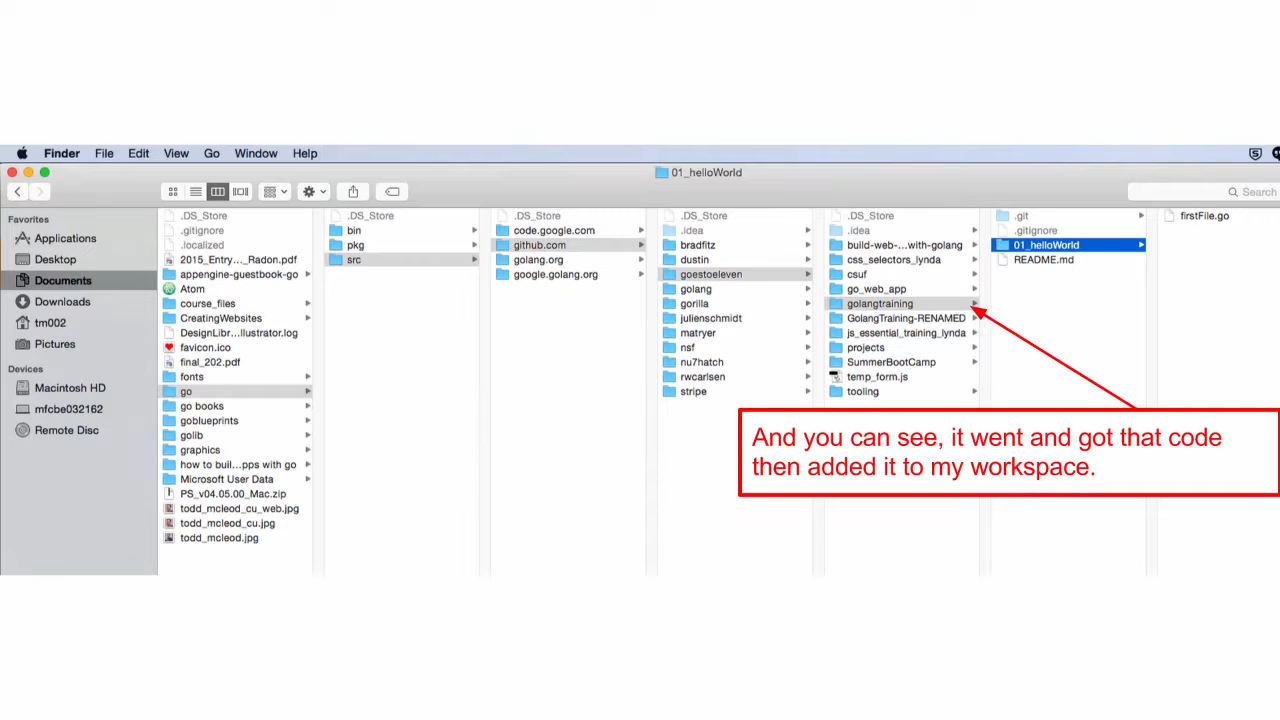 Finder File Edit View Go Window Help
01_helloWorld
Search
Favorites
Applications
Desktop
Documents
Downloads
tm002
Pictures
Devices
Macintosh HD
mfcbe032162
Remote Disc
.DS_Store
.gitignore
.localized
2015_Entry..._Radon.pdf
appengine-guestbook-go
Atom
course_files
CreatingWebsites
DesignLibr...llustrator.log
favicon.ico
final_202.pdf
fonts
go
go books
goblueprints
golib
graphics
how to buil...pps with go
Microsoft User Data
PS_v04.05.00_Mac.zip
todd_mcleod_cu_web.jpg
todd_mcleod_cu.jpg
todd_mcleod.jpg
.DS_Store
bin
pkg
src
.DS_Store
code.google.com
github.com
golang.org
google.golang.org
.DS_Store
.idea
bradfitz
dustin
goestoeleven
golang
gorilla
julienschmidt
matryer
nsf
nu7hatch
rwcarlsen
stripe
.DS_Store
.idea
build-web-...with-golang
css_selectors_lynda
csuf
go_web_app
golangtraining
GolangTraining-RENAMED
js_essential_training_lynda
projects
SummerBootCamp
temp_form.js
tooling
.git
.gitignore
01_helloWorld
README.md
firstFile.go
And you can see, it went and got that code
then added it to my workspace.